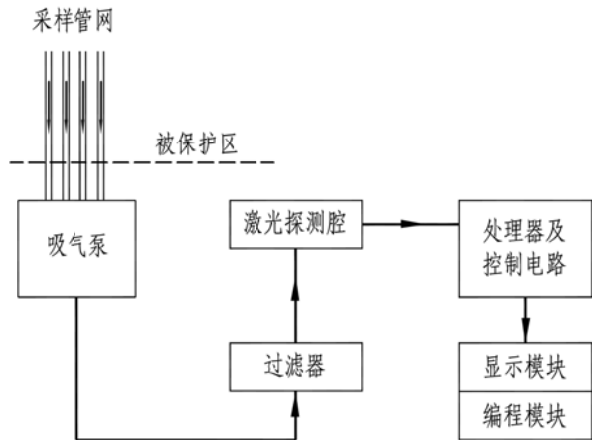 采样管网
被保护区
吸气泵
激光探测腔
处理器及
控制电路
过滤器
显示模块
编程模块